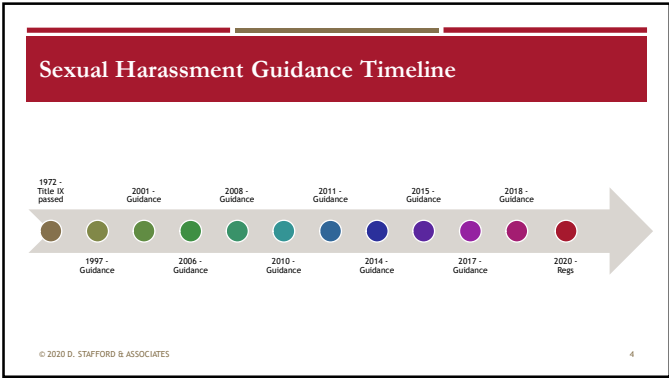 Sexual Harassment Guidance Timeline
1972 -
Title IX
passed
1997 -
Guidance
2001 -
Guidance
2006 -
Guidance
2008 -
Guidance
2010 -
Guidance
2011 -
Guidance
2014 -
Guidance
2015 -
Guidance
2017 -
Guidance
2018 -
Guidance
2020 -
Regs
© 2020 D. STAFFORD & ASSOCIATES
4